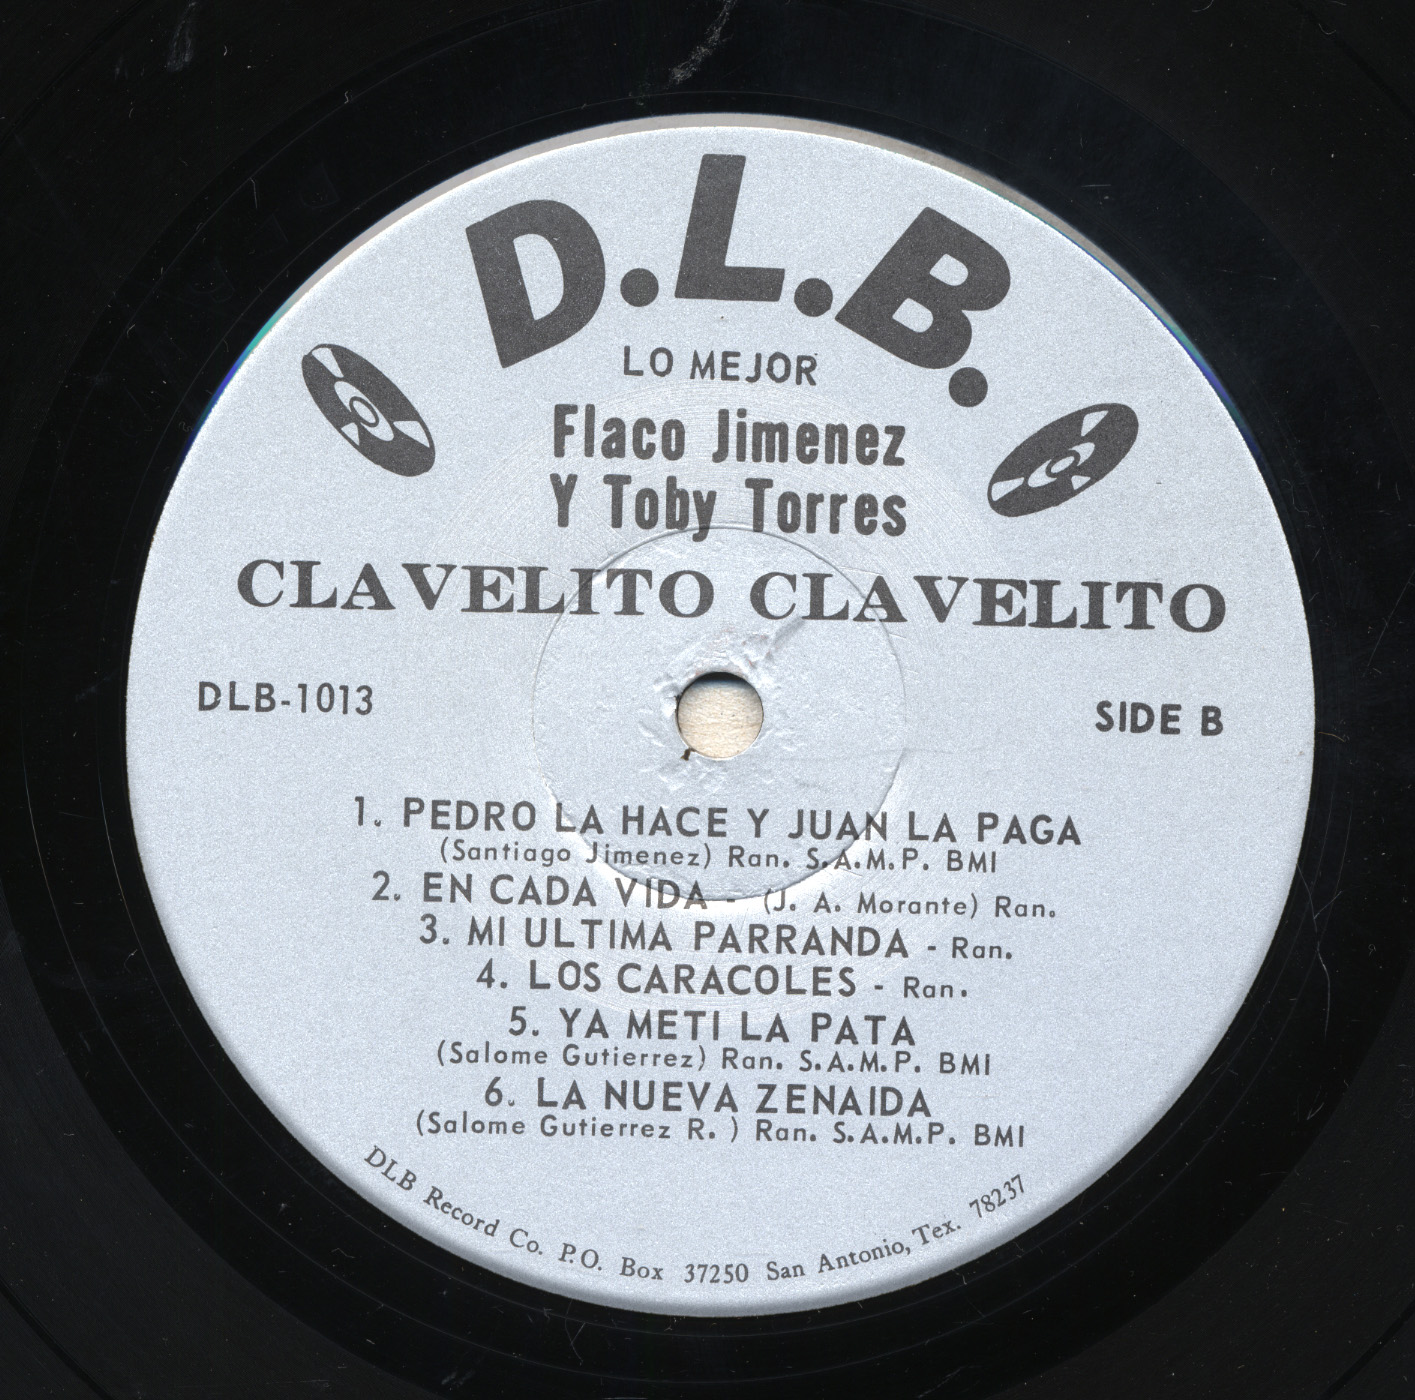 D.L.B.
LO MEJOR
Flaco Jimenez
Y Toby Torres
CLAVELITO CLAVELITO
DLB-1013
SIDE B
1. PEDRO LA HACE Y JUAN LA PAGA
(Santiago Jimenez) Ran. S.A.M.P. BMI
2. EN CADA VIDA - (J. A. Morante) Ran.
3. MI ULTIMA PARRANDA - Ran.
4. LOS CARACOLES - Ran.
5. YA METI LA PATA
(Salome Gutierrez) Ran. S.A.M.P. BMI
6. LA NUEVA ZENAIDA
(Salome Gutierrez R. ) Ran. S.A.M.P. BMI
DLB Record Co. P.O. Box 37250 San Antonio, Tex. 78237